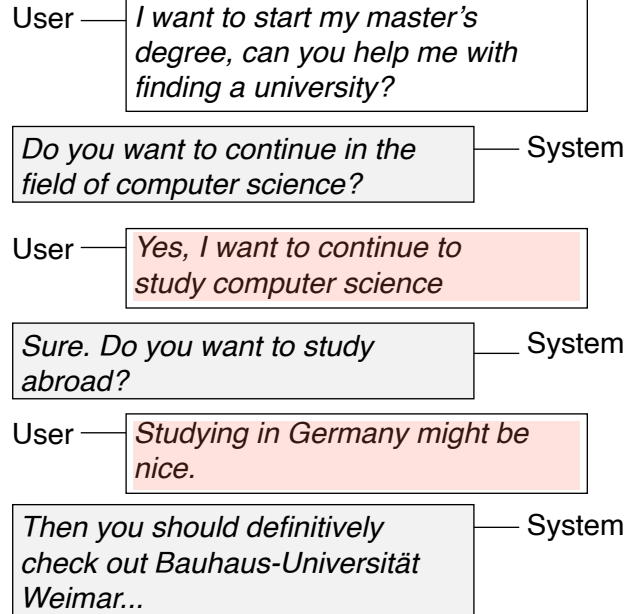 User I want to start my master's
degree, can you help me with
finding a university?
Do you want to continue in the System
field of computer science?
User Yes, I want to continue to
study computer science
Sure. Do you want to study System
abroad?
User Studying in Germany might be
nice.
Then you should definitively System
check out Bauhaus-Universität
Weimar...